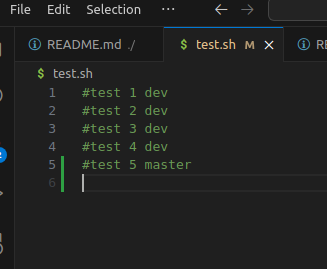 File Edit Selection ...
README.md ./ $ test.sh M RE
$ test.sh
1 #test 1 dev
2 #test 2 dev
3 #test 3 dev
4 #test 4 dev
5 #test 5 master
6